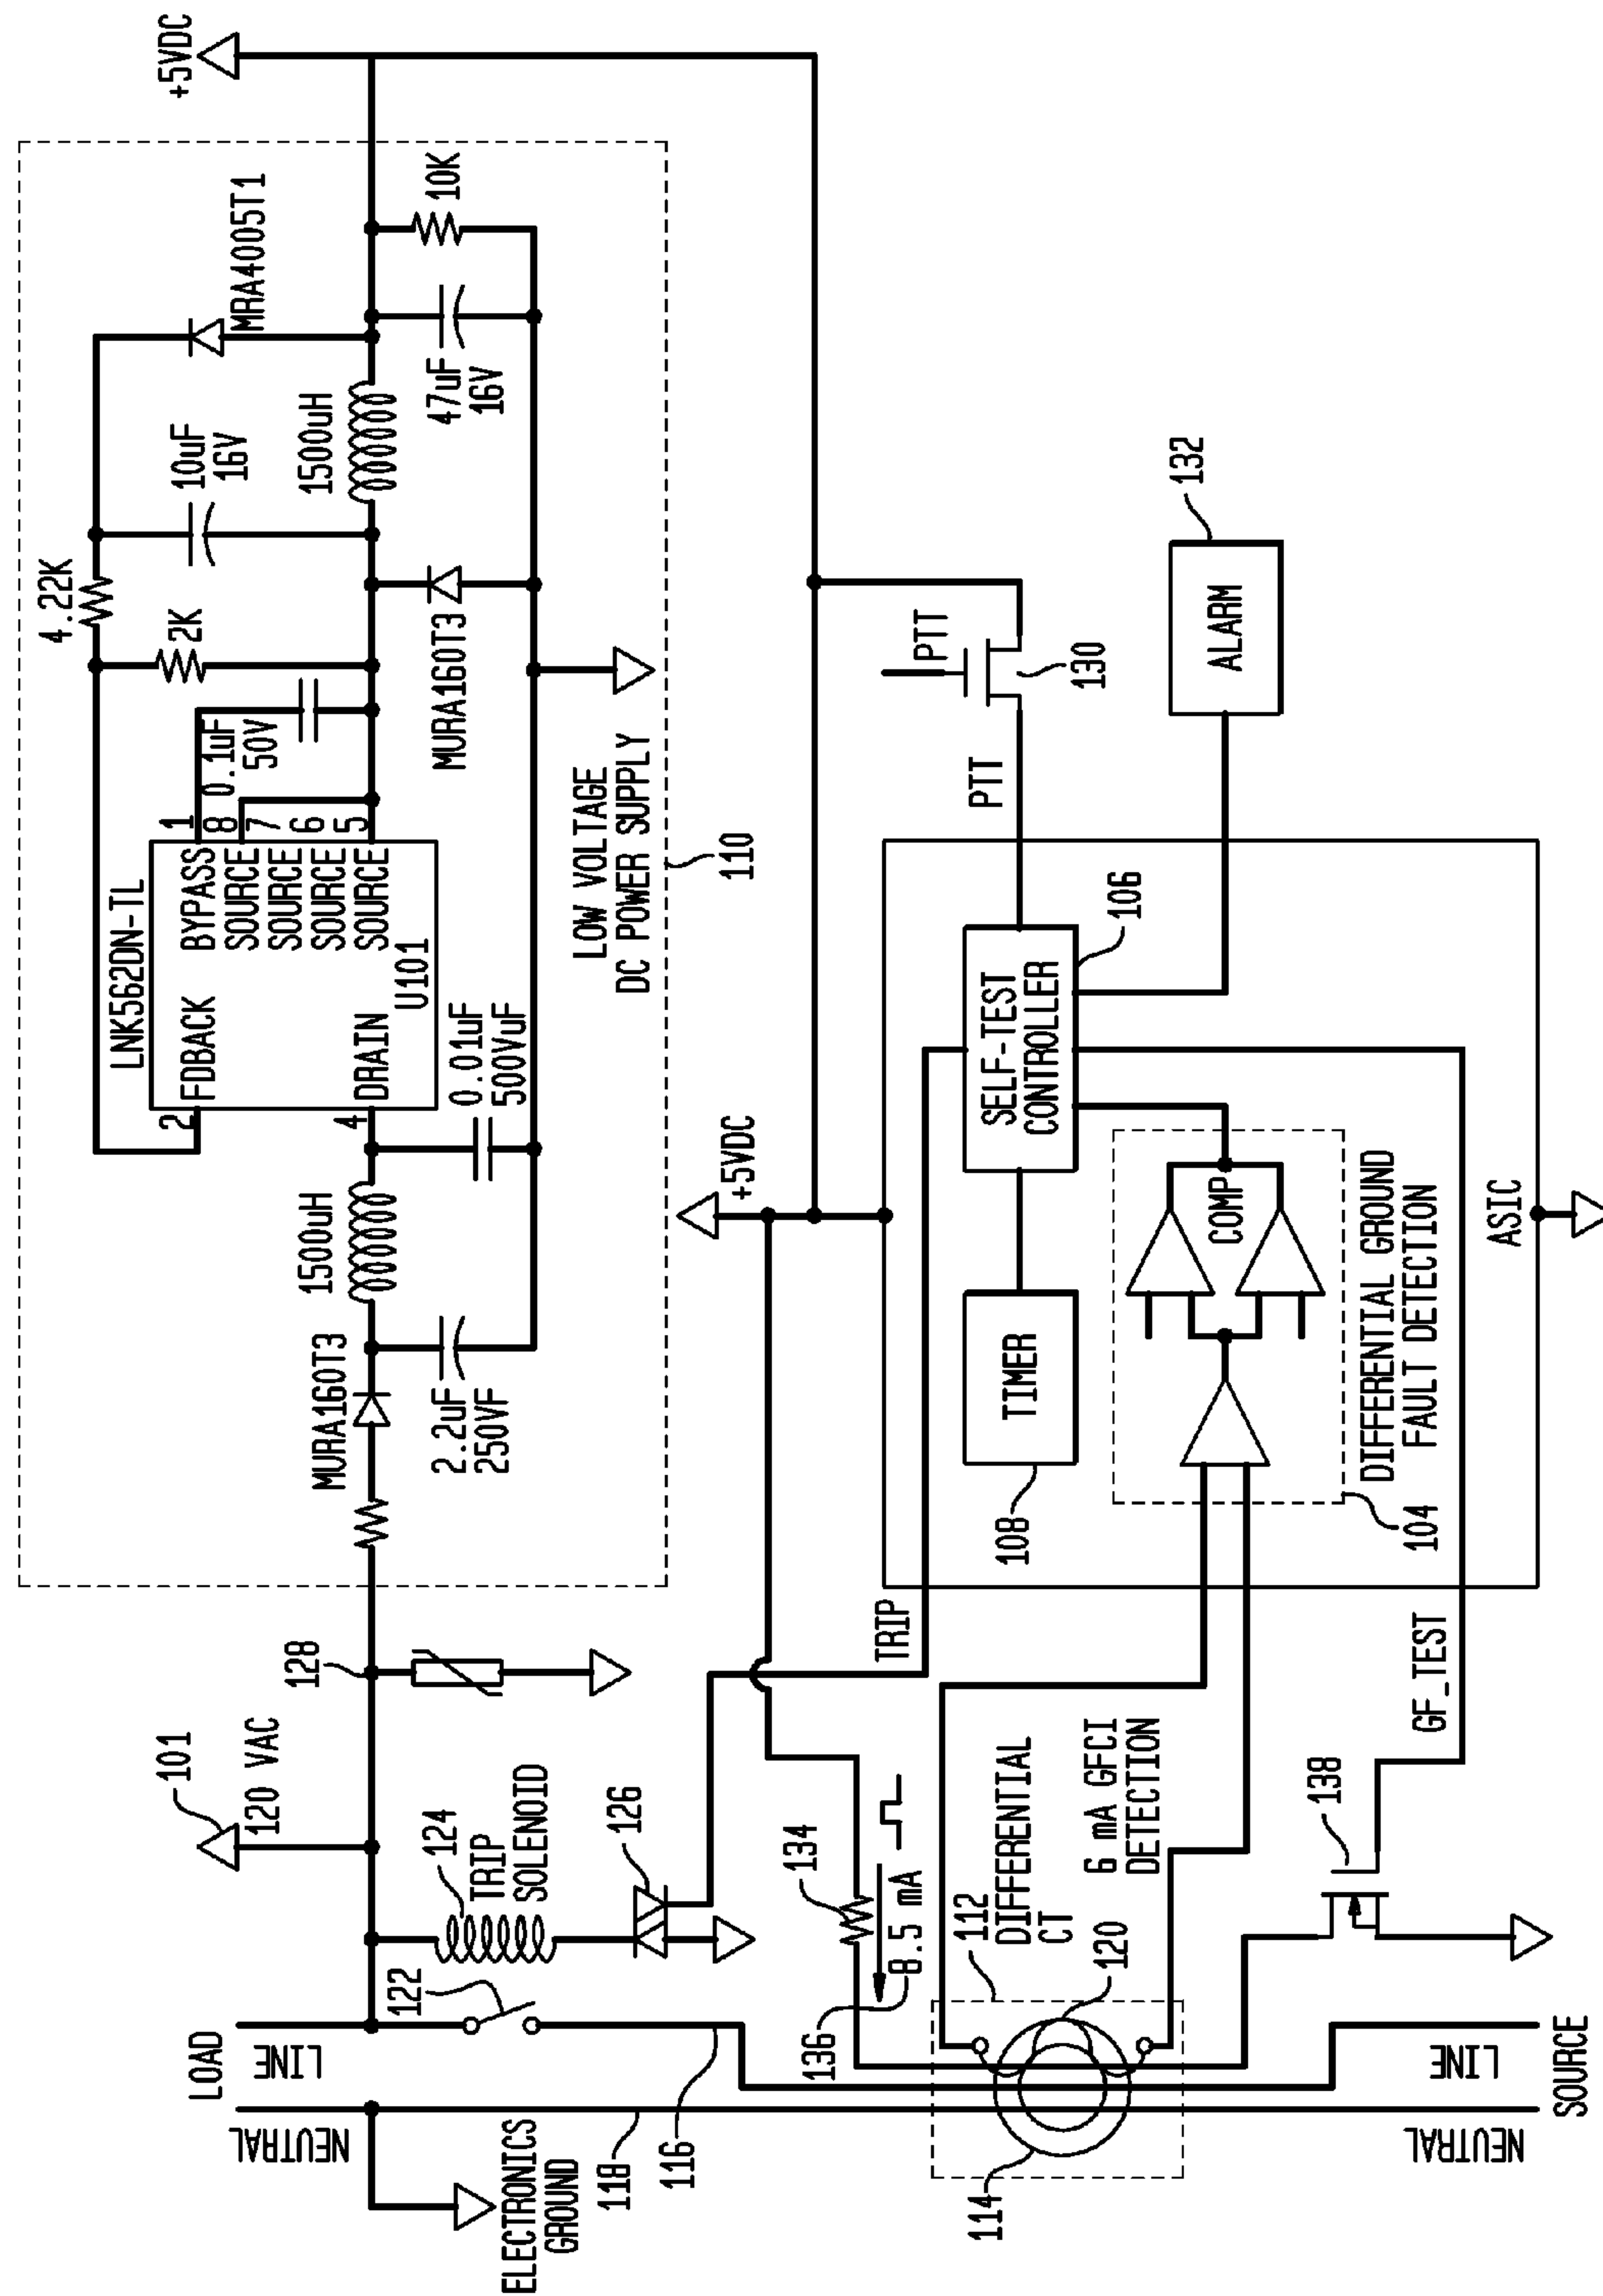 +5VDC
MRA4005T1
10K
10uF
16V
1500uH
47uF
16V
4.22K
2K
0.1uF
50V
MURA160T3
LNK562DN-TL
1
8
7
6
5
BYPASS
SOURCE
SOURCE
SOURCE
SOURCE
U101
FDBACK
DRAIN
2
4
0.01uF
500VuF
LOW VOLTAGE
DC POWER SUPPLY
110
1500uH
MURA160T3
2.2uF
250VF
128
101
120 VAC
124
TRIP
SOLENOID
126
122
LOAD
LINE
NEUTRAL
ELECTRONICS
GROUND
118
116
+5VDC
PTT
130
PTT
132
ALARM
106
SELF-TEST
CONTROLLER
TIMER
108
COMP
DIFFERENTIAL GROUND
FAULT DETECTION
104
ASIC
TRIP
GF_TEST
134
136
8.5 mA
112
DIFFERENTIAL
CT
120
6 mA GFCI
DETECTION
138
114
LINE
NEUTRAL
SOURCE